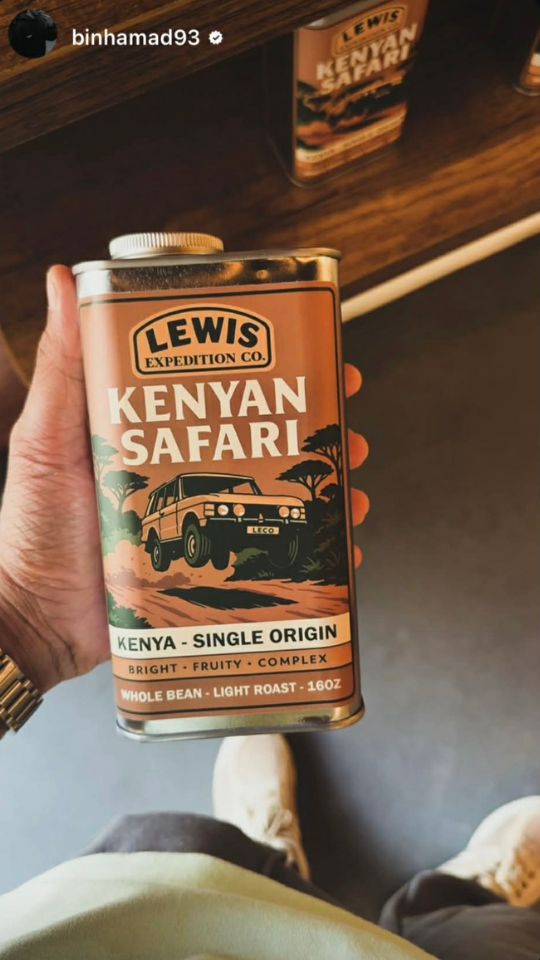 binhamad93
LEWIS
KENYAN
SAFARI
LEWIS
EXPEDITION CO.
KENYAN
SAFARI
LECO
KENYA - SINGLE ORIGIN
BRIGHT • FRUITY • COMPLEX
WHOLE BEAN - LIGHT ROAST - 16OZ